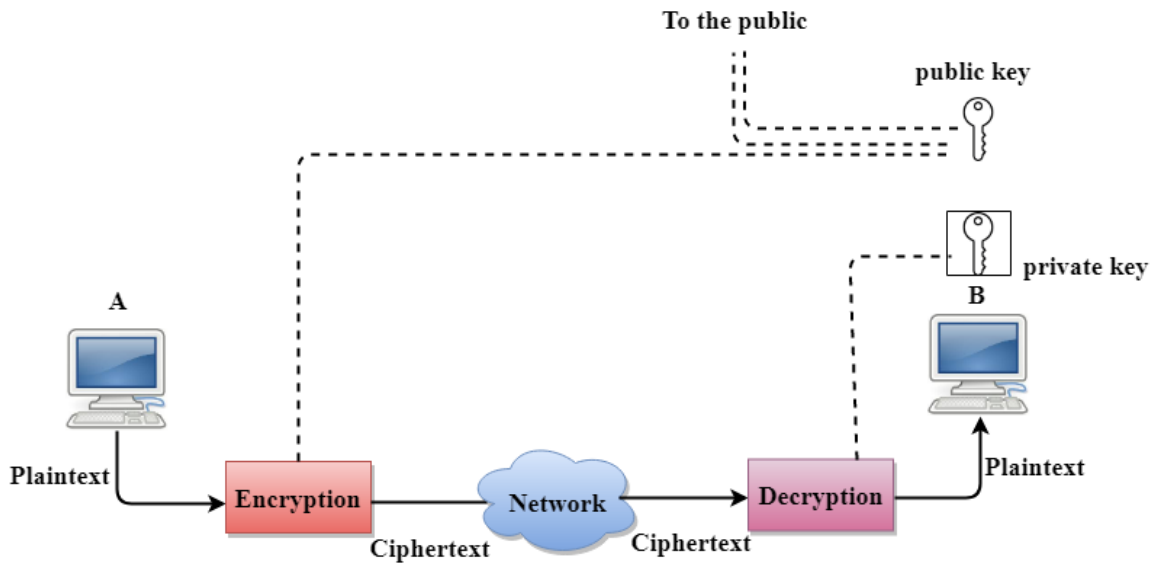 To the public
public key
private key
A
B
Plaintext
Plaintext
Encryption
Network
Decryption
Ciphertext
Ciphertext